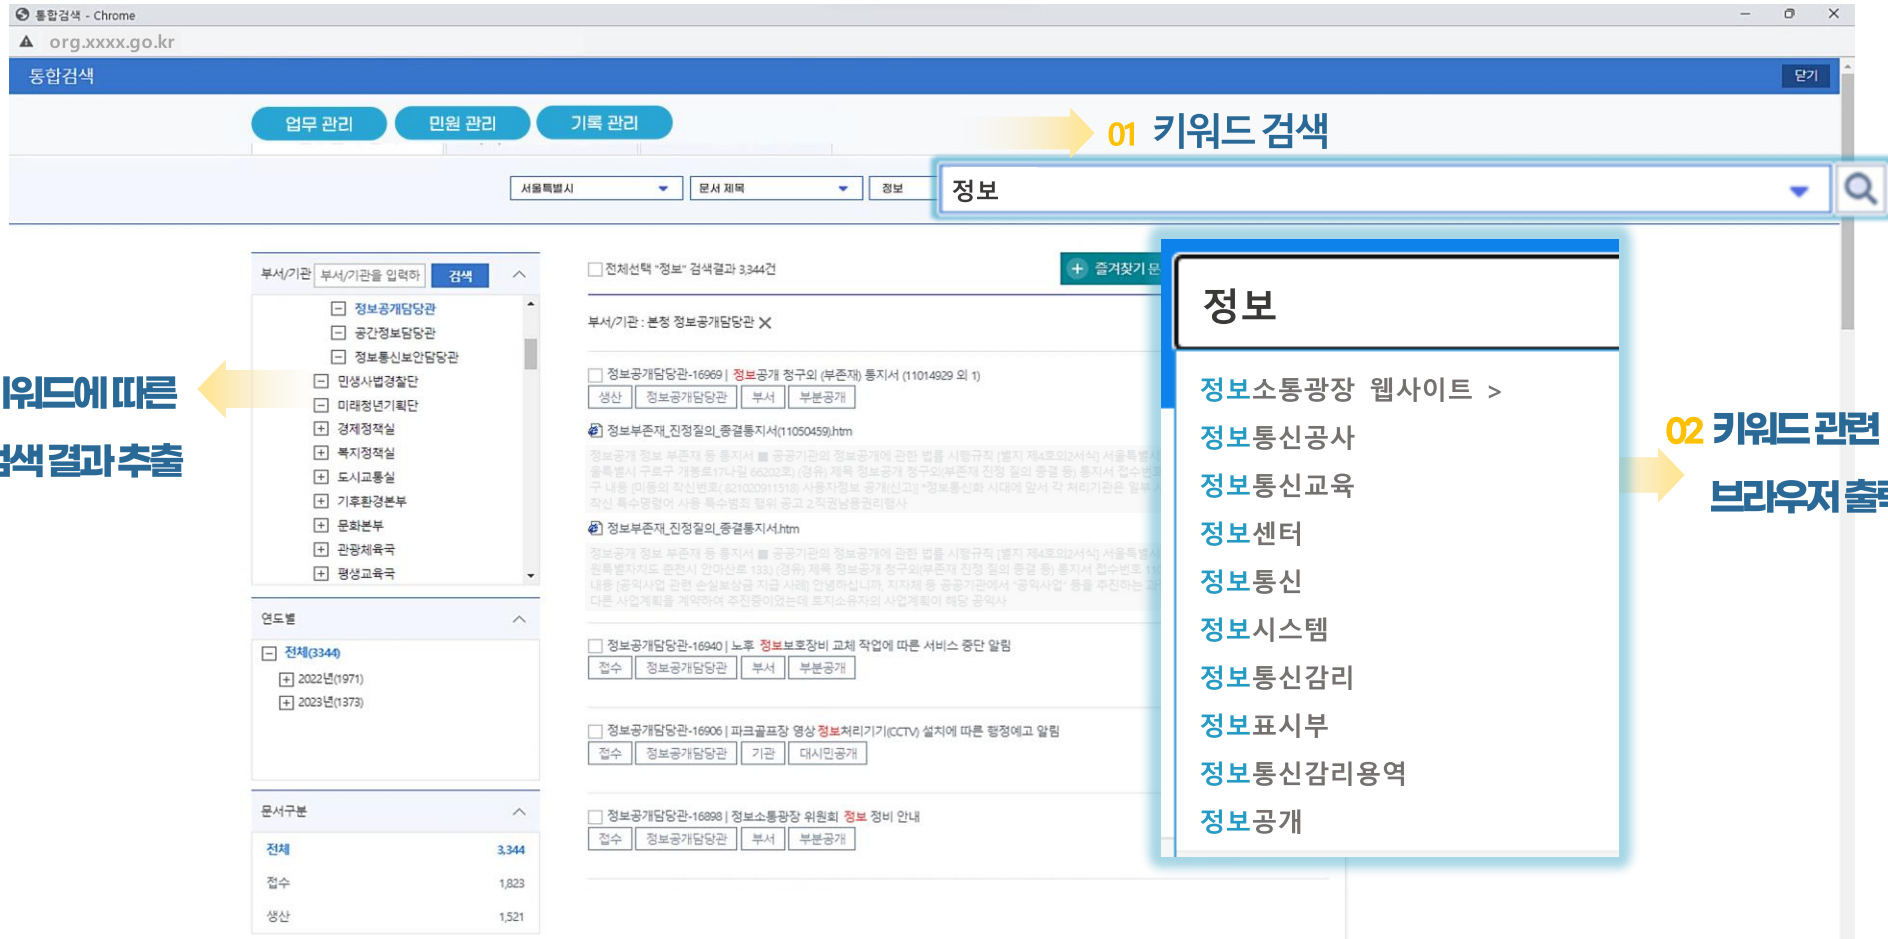 통합검색 - Chrome
org.xxxx.go.kr
통합검색
닫기
업무 관리
민원 관리
기록 관리
01 키워드 검색
서울특별시
문서 제목
정보
정보
부서/기관
부서/기관을 입력하
검색
정보공개담당관
공간정보담당관
정보통신보안담당관
민생사법경찰단
미래청년기획단
경제정책실
복지정책실
도시교통실
기후환경본부
문화본부
관광체육국
평생교육국
키워드에 따른
검색 결과 추출
연도별
전체(3344)
2022년(1971)
2023년(1373)
문서구분
전체 3,344
접수 1,823
생산 1,521
전체선택 "정보" 검색결과 3,344건
즐겨찾기 문
부서/기관 : 본청 정보공개담당관
정보공개담당관-16969 | 정보공개 청구외 (부존재) 통지서 (11014929 외 1)
생산 정보공개담당관 부서 부분공개
정보부존재_진정질의_종결통지서(11050459).htm
정보부존재_진정질의_종결통지서.htm
정보공개담당관-16940 | 노후 정보보호장비 교체 작업에 따른 서비스 중단 알림
접수 정보공개담당관 부서 부분공개
정보공개담당관-16906 | 파크골프장 영상정보처리기기(CCTV) 설치에 따른 행정예고 알림
접수 정보공개담당관 기관 대시민공개
정보공개담당관-16898 | 정보소통광장 위원회 정보 정비 안내
접수 정보공개담당관 부서 부분공개
정보
정보소통광장 웹사이트 >
정보통신공사
정보통신교육
정보센터
정보통신
정보시스템
정보통신감리
정보표시부
정보통신감리용역
정보공개
02 키워드 관련
브라우저 출력